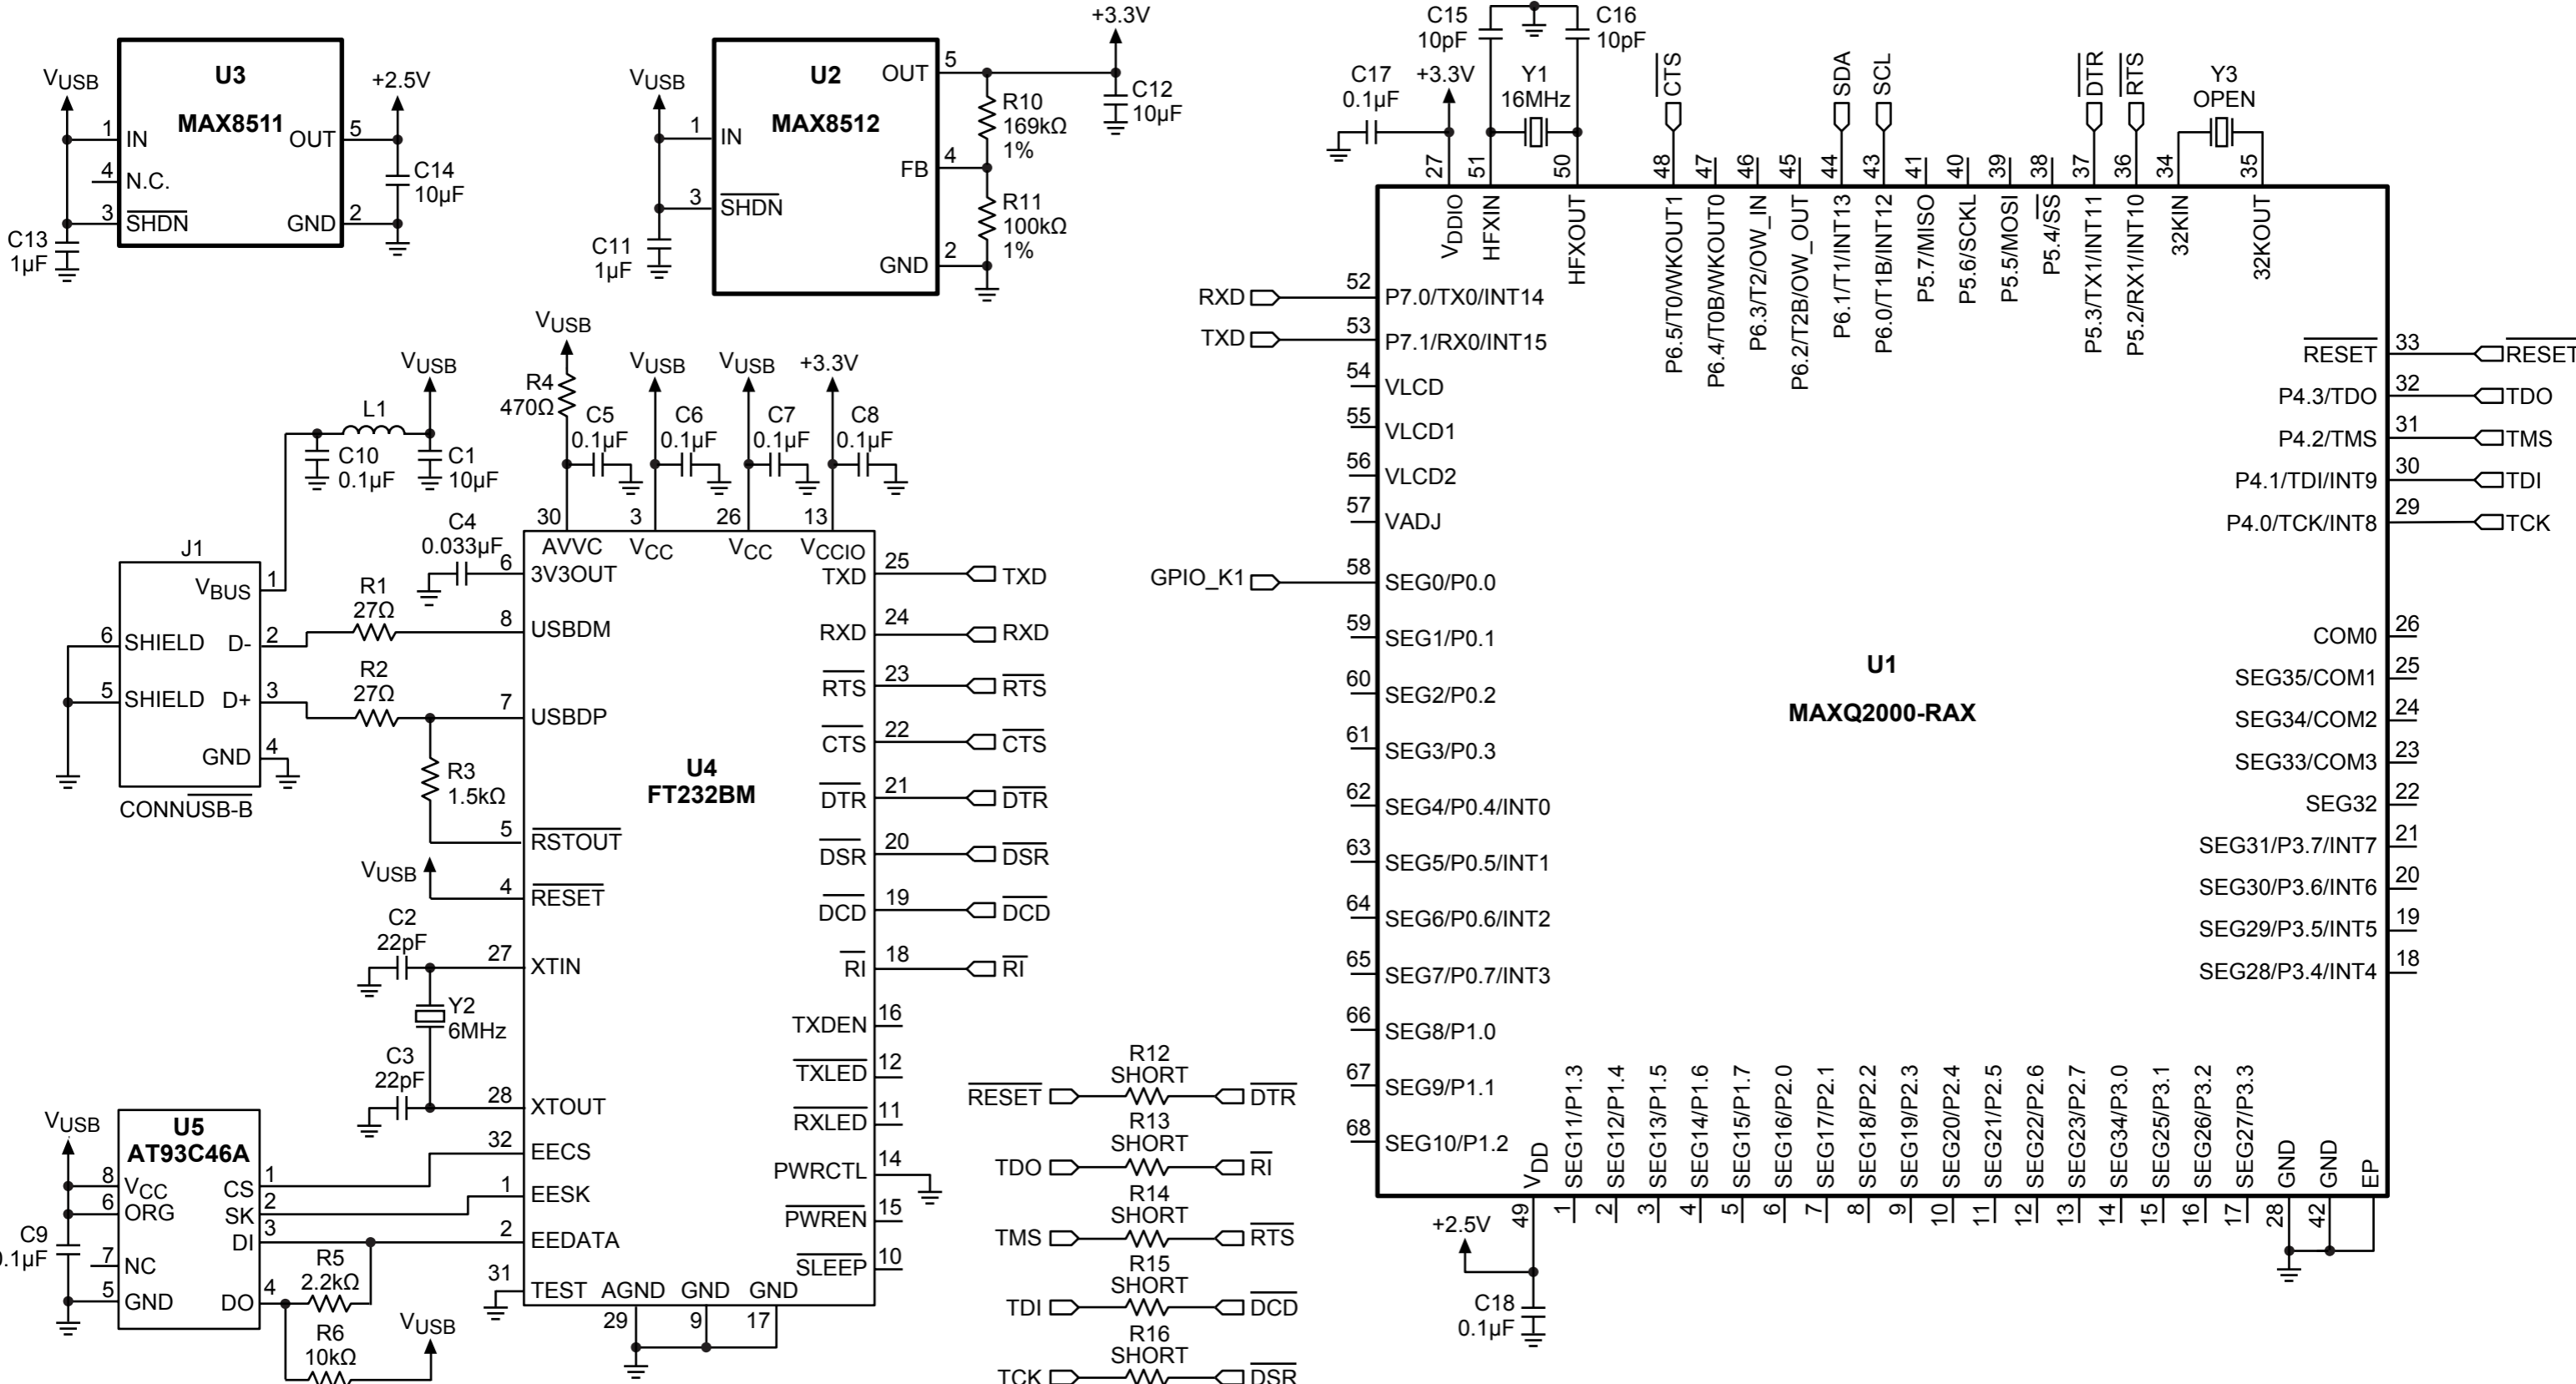 U3
MAX8511
VUSB
+2.5V
1
IN
OUT
5
4
N.C.
3
SHDN
GND
2
C14
10µF
C13
1µF
U2
MAX8512
VUSB
+3.3V
OUT
5
1
IN
FB
4
3
SHDN
GND
2
R10
169kΩ
1%
R11
100kΩ
1%
C12
10µF
C11
1µF
VUSB
L1
C10
0.1µF
C1
10µF
VUSB
R4
470Ω
C5
0.1µF
VUSB
C6
0.1µF
VUSB
C7
0.1µF
+3.3V
C8
0.1µF
J1
VBUS
1
6
SHIELD
D-
2
5
SHIELD
D+
3
GND
4
CONNUSB-B
R1
27Ω
R2
27Ω
R3
1.5kΩ
C4
0.033µF
VUSB
C2
22pF
Y2
6MHz
C3
22pF
U4
FT232BM
30
AVVC
3
VCC
26
VCC
13
VCCIO
6
3V3OUT
8
USBDM
7
USBDP
5
RSTOUT
4
RESET
27
XTIN
28
XTOUT
32
EECS
1
EESK
2
EEDATA
31
TEST
AGND
GND
GND
29
9
17
TXD
25
TXD
RXD
24
RXD
RTS
23
RTS
CTS
22
CTS
DTR
21
DTR
DSR
20
DSR
DCD
19
DCD
RI
18
RI
TXDEN
16
TXLED
12
RXLED
11
PWRCTL
14
PWREN
15
SLEEP
10
VUSB
U5
AT93C46A
8
VCC
6
ORG
7
NC
5
GND
CS
1
SK
2
DI
3
DO
4
C9
0.1µF
R5
2.2kΩ
R6
10kΩ
VUSB
R12
SHORT
RESET
DTR
R13
SHORT
TDO
RI
R14
SHORT
TMS
RTS
R15
SHORT
TDI
DCD
R16
SHORT
TCK
DSR
C15
10pF
C16
10pF
C17
0.1µF
+3.3V
Y1
16MHz
CTS
SDA
SCL
DTR
RTS
Y3
OPEN
27
VDDIO
51
HFXIN
50
HFXOUT
48
P6.5/T0/WKOUT1
47
P6.4/T0B/WKOUT0
46
P6.3/T2/OW_IN
45
P6.2/T2B/OW_OUT
44
P6.1/T1/INT13
43
P6.0/T1B/INT12
41
P5.7/MISO
40
P5.6/SCKL
39
P5.5/MOSI
38
P5.4/SS
37
P5.3/TX1/INT11
36
P5.2/RX1/INT10
34
32KIN
35
32KOUT
U1
MAXQ2000-RAX
RXD
52
P7.0/TX0/INT14
TXD
53
P7.1/RX0/INT15
54
VLCD
55
VLCD1
56
VLCD2
57
VADJ
GPIO_K1
58
SEG0/P0.0
59
SEG1/P0.1
60
SEG2/P0.2
61
SEG3/P0.3
62
SEG4/P0.4/INT0
63
SEG5/P0.5/INT1
64
SEG6/P0.6/INT2
65
SEG7/P0.7/INT3
66
SEG8/P1.0
67
SEG9/P1.1
68
SEG10/P1.2
RESET
33
RESET
P4.3/TDO
32
TDO
P4.2/TMS
31
TMS
P4.1/TDI/INT9
30
TDI
P4.0/TCK/INT8
29
TCK
COM0
26
SEG35/COM1
25
SEG34/COM2
24
SEG33/COM3
23
SEG32
22
SEG31/P3.7/INT7
21
SEG30/P3.6/INT6
20
SEG29/P3.5/INT5
19
SEG28/P3.4/INT4
18
VDD
49
SEG11/P1.3
1
SEG12/P1.4
2
SEG13/P1.5
3
SEG14/P1.6
4
SEG15/P1.7
5
SEG16/P2.0
6
SEG17/P2.1
7
SEG18/P2.2
8
SEG19/P2.3
9
SEG20/P2.4
10
SEG21/P2.5
11
SEG22/P2.6
12
SEG23/P2.7
13
SEG34/P3.0
14
SEG25/P3.1
15
SEG26/P3.2
16
SEG27/P3.3
17
GND
28
GND
42
EP
+2.5V
C18
0.1µF